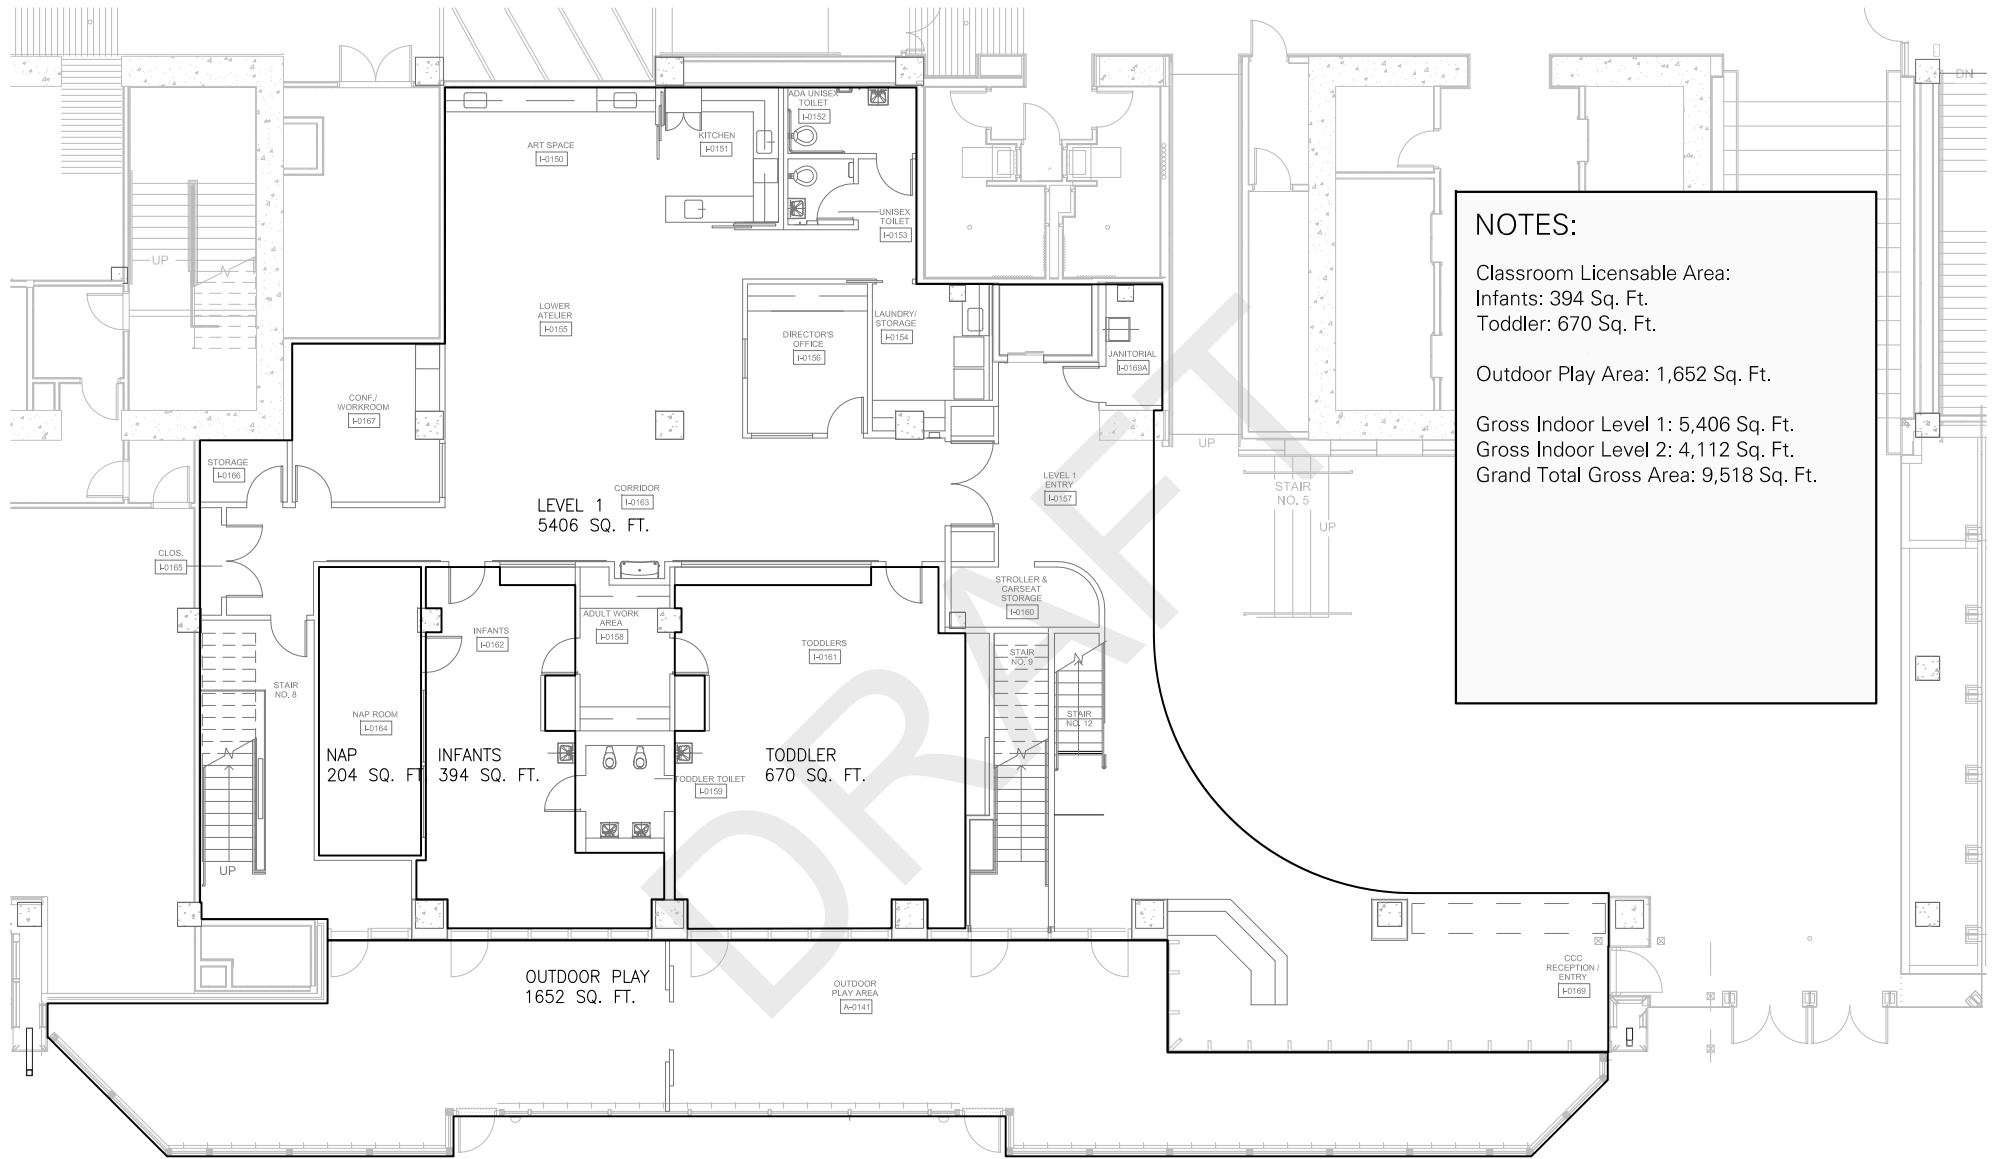 DN
ADA UNISEX
TOILET
I-0152
KITCHEN
I-0151
ART SPACE
I-0150
UNISEX
TOILET
I-0153
NOTES:
Classroom Licensable Area:
Infants: 394 Sq. Ft.
Toddler: 670 Sq. Ft.
Outdoor Play Area: 1,652 Sq. Ft.
Gross Indoor Level 1: 5,406 Sq. Ft.
Gross Indoor Level 2: 4,112 Sq. Ft.
Grand Total Gross Area: 9,518 Sq. Ft.
UP
LOWER
ATELIER
I-0155
LAUNDRY/
STORAGE
I-0154
DIRECTOR'S
OFFICE
I-0156
JANITORIAL
I-0169A
CONF./
WORKROOM
I-0167
UP
STORAGE
I-0166
LEVEL 1
ENTRY
I-0157
STAIR
NO. 5
UP
CORRIDOR
I-0163
LEVEL 1
5406 SQ. FT.
CLOS.
I-0165
STROLLER &
CARSEAT
STORAGE
I-0160
ADULT WORK
AREA
I-0158
INFANTS
I-0162
TODDLERS
I-0161
STAIR
NO. 9
STAIR
NO. 8
NAP ROOM
I-0164
STAIR
NO. 12
NAP
204 SQ. FT.
INFANTS
394 SQ. FT.
TODDLER
670 SQ. FT.
TODDLER TOILET
I-0159
UP
DRAFT
OUTDOOR PLAY
1652 SQ. FT.
OUTDOOR
PLAY AREA
A-0141
CCC
RECEPTION /
ENTRY
I-0169